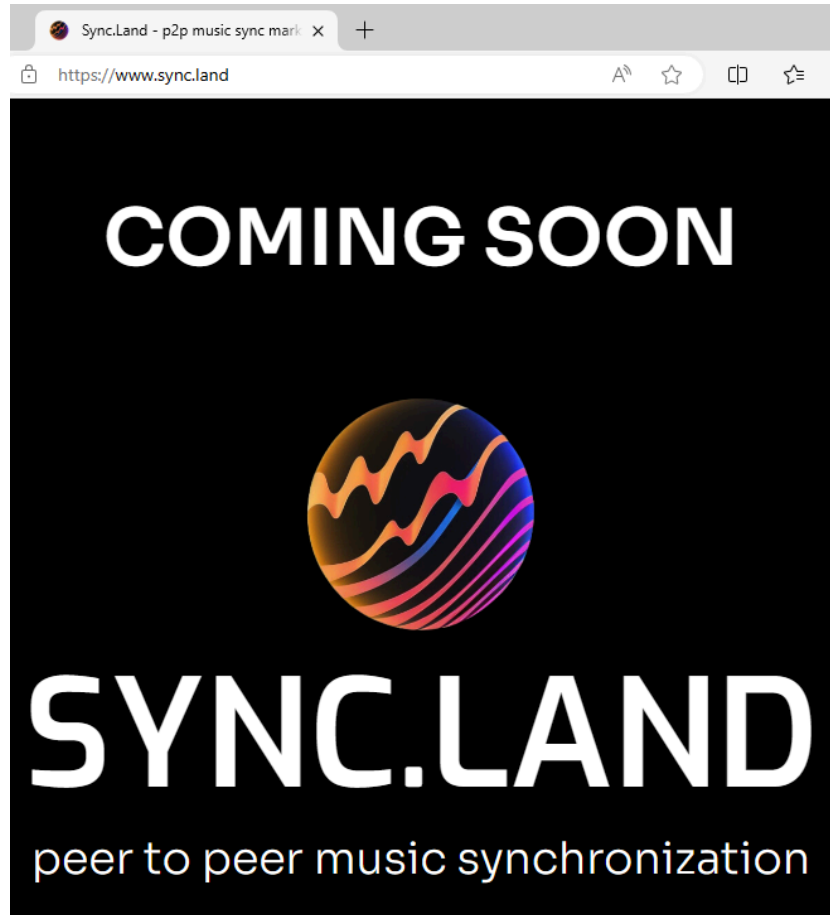 Sync.Land - p2p music sync mark
https://www.sync.land
COMING SOON
SYNC.LAND
peer to peer music synchronization